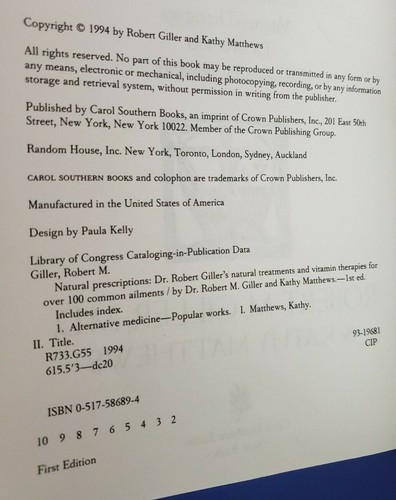 Copyright © 1994 by Robert Giller and Kathy Matthews
All rights reserved. No part of this book may be reproduced or transmitted in any form or by
any means, electronic or mechanical, including photocopying, recording, or by any information
storage and retrieval system, without permission in writing from the publisher.
Published by Carol Southern Books, an imprint of Crown Publishers, Inc., 201 East 50th
Street, New York, New York 10022. Member of the Crown Publishing Group.
Random House, Inc. New York, Toronto, London, Sydney, Auckland
CAROL SOUTHERN BOOKS and colophon are trademarks of Crown Publishers, Inc.
Manufactured in the United States of America
Design by Paula Kelly
Library of Congress Cataloging-in-Publication Data
Giller, Robert M.
Natural prescriptions: Dr. Robert Giller's natural treatments and vitamin therapies for
over 100 common ailments / by Dr. Robert M. Giller and Kathy Matthews.—1st ed.
Includes index.
1. Alternative medicine—Popular works. I. Matthews, Kathy.
II. Title.
R733.G55 1994
615.5'3—dc20
93-19681
CIP
ISBN 0-517-58689-4
10 9 8 7 6 5 4 3 2
First Edition